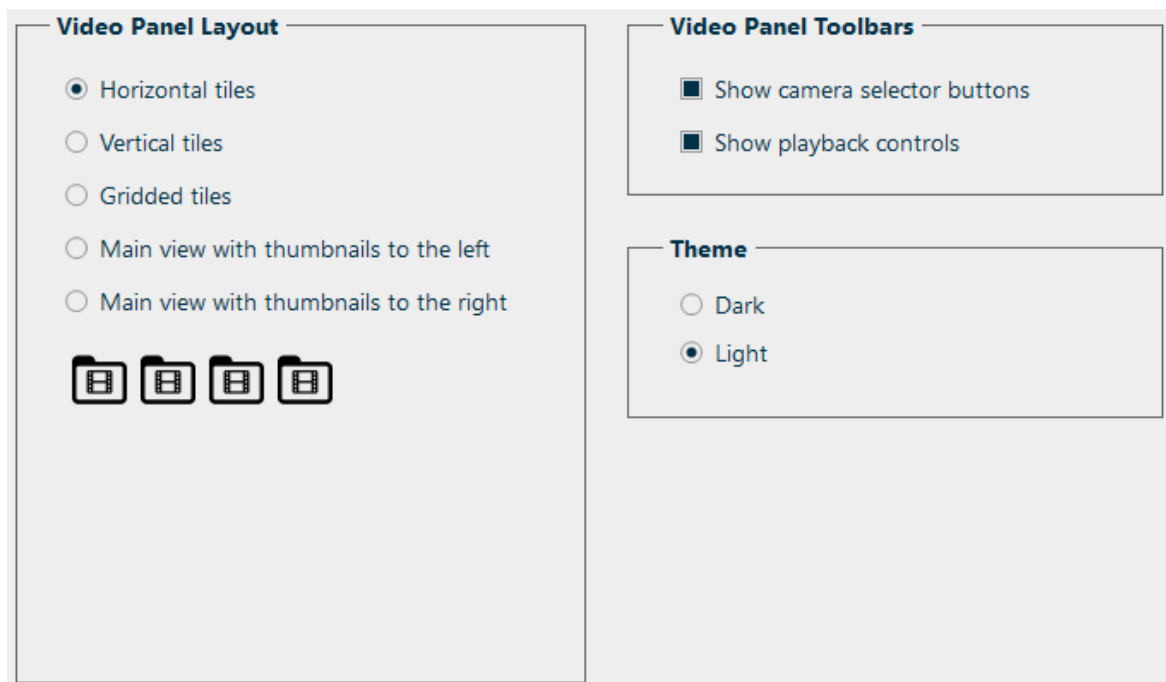 Video Panel Layout
Horizontal tiles
Vertical tiles
Gridded tiles
Main view with thumbnails to the left
Main view with thumbnails to the right
Video Panel Toolbars
Show camera selector buttons
Show playback controls
Theme
Dark
Light